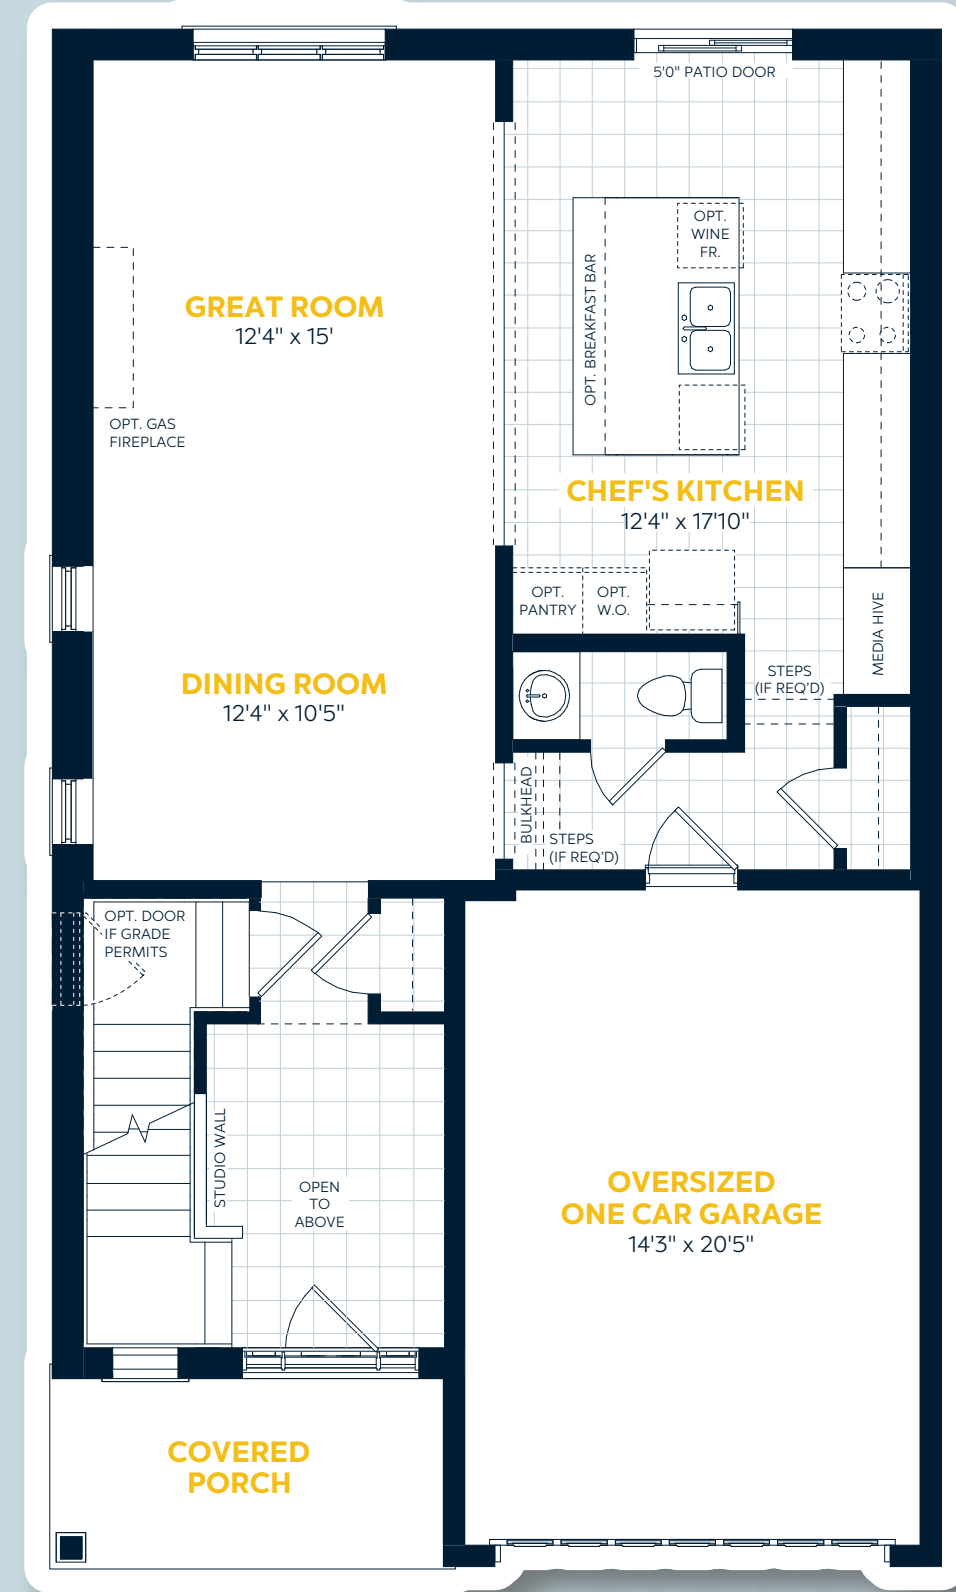 5'0" PATIO DOOR
OPT.
WINE
FR.
OPT. BREAKFAST BAR
GREAT ROOM
12'4" x 15'
OPT. GAS
FIREPLACE
CHEF'S KITCHEN
12'4" x 17'10"
OPT.
PANTRY
OPT.
W.O.
MEDIA HIVE
DINING ROOM
12'4" x 10'5"
STEPS
(IF REQ'D)
BULKHEAD
STEPS
(IF REQ'D)
OPT. DOOR
IF GRADE
PERMITS
STUDIO WALL
OPEN
TO
ABOVE
OVERSIZED
ONE CAR GARAGE
14'3" x 20'5"
COVERED
PORCH